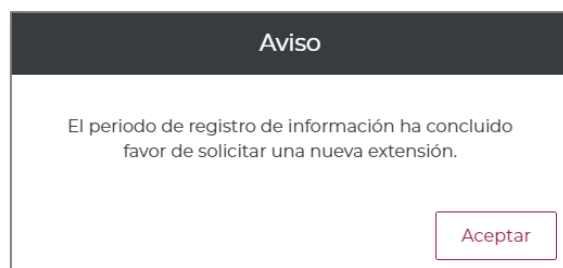 Aviso
El periodo de registro de información ha concluido
favor de solicitar una nueva extensión.
Aceptar